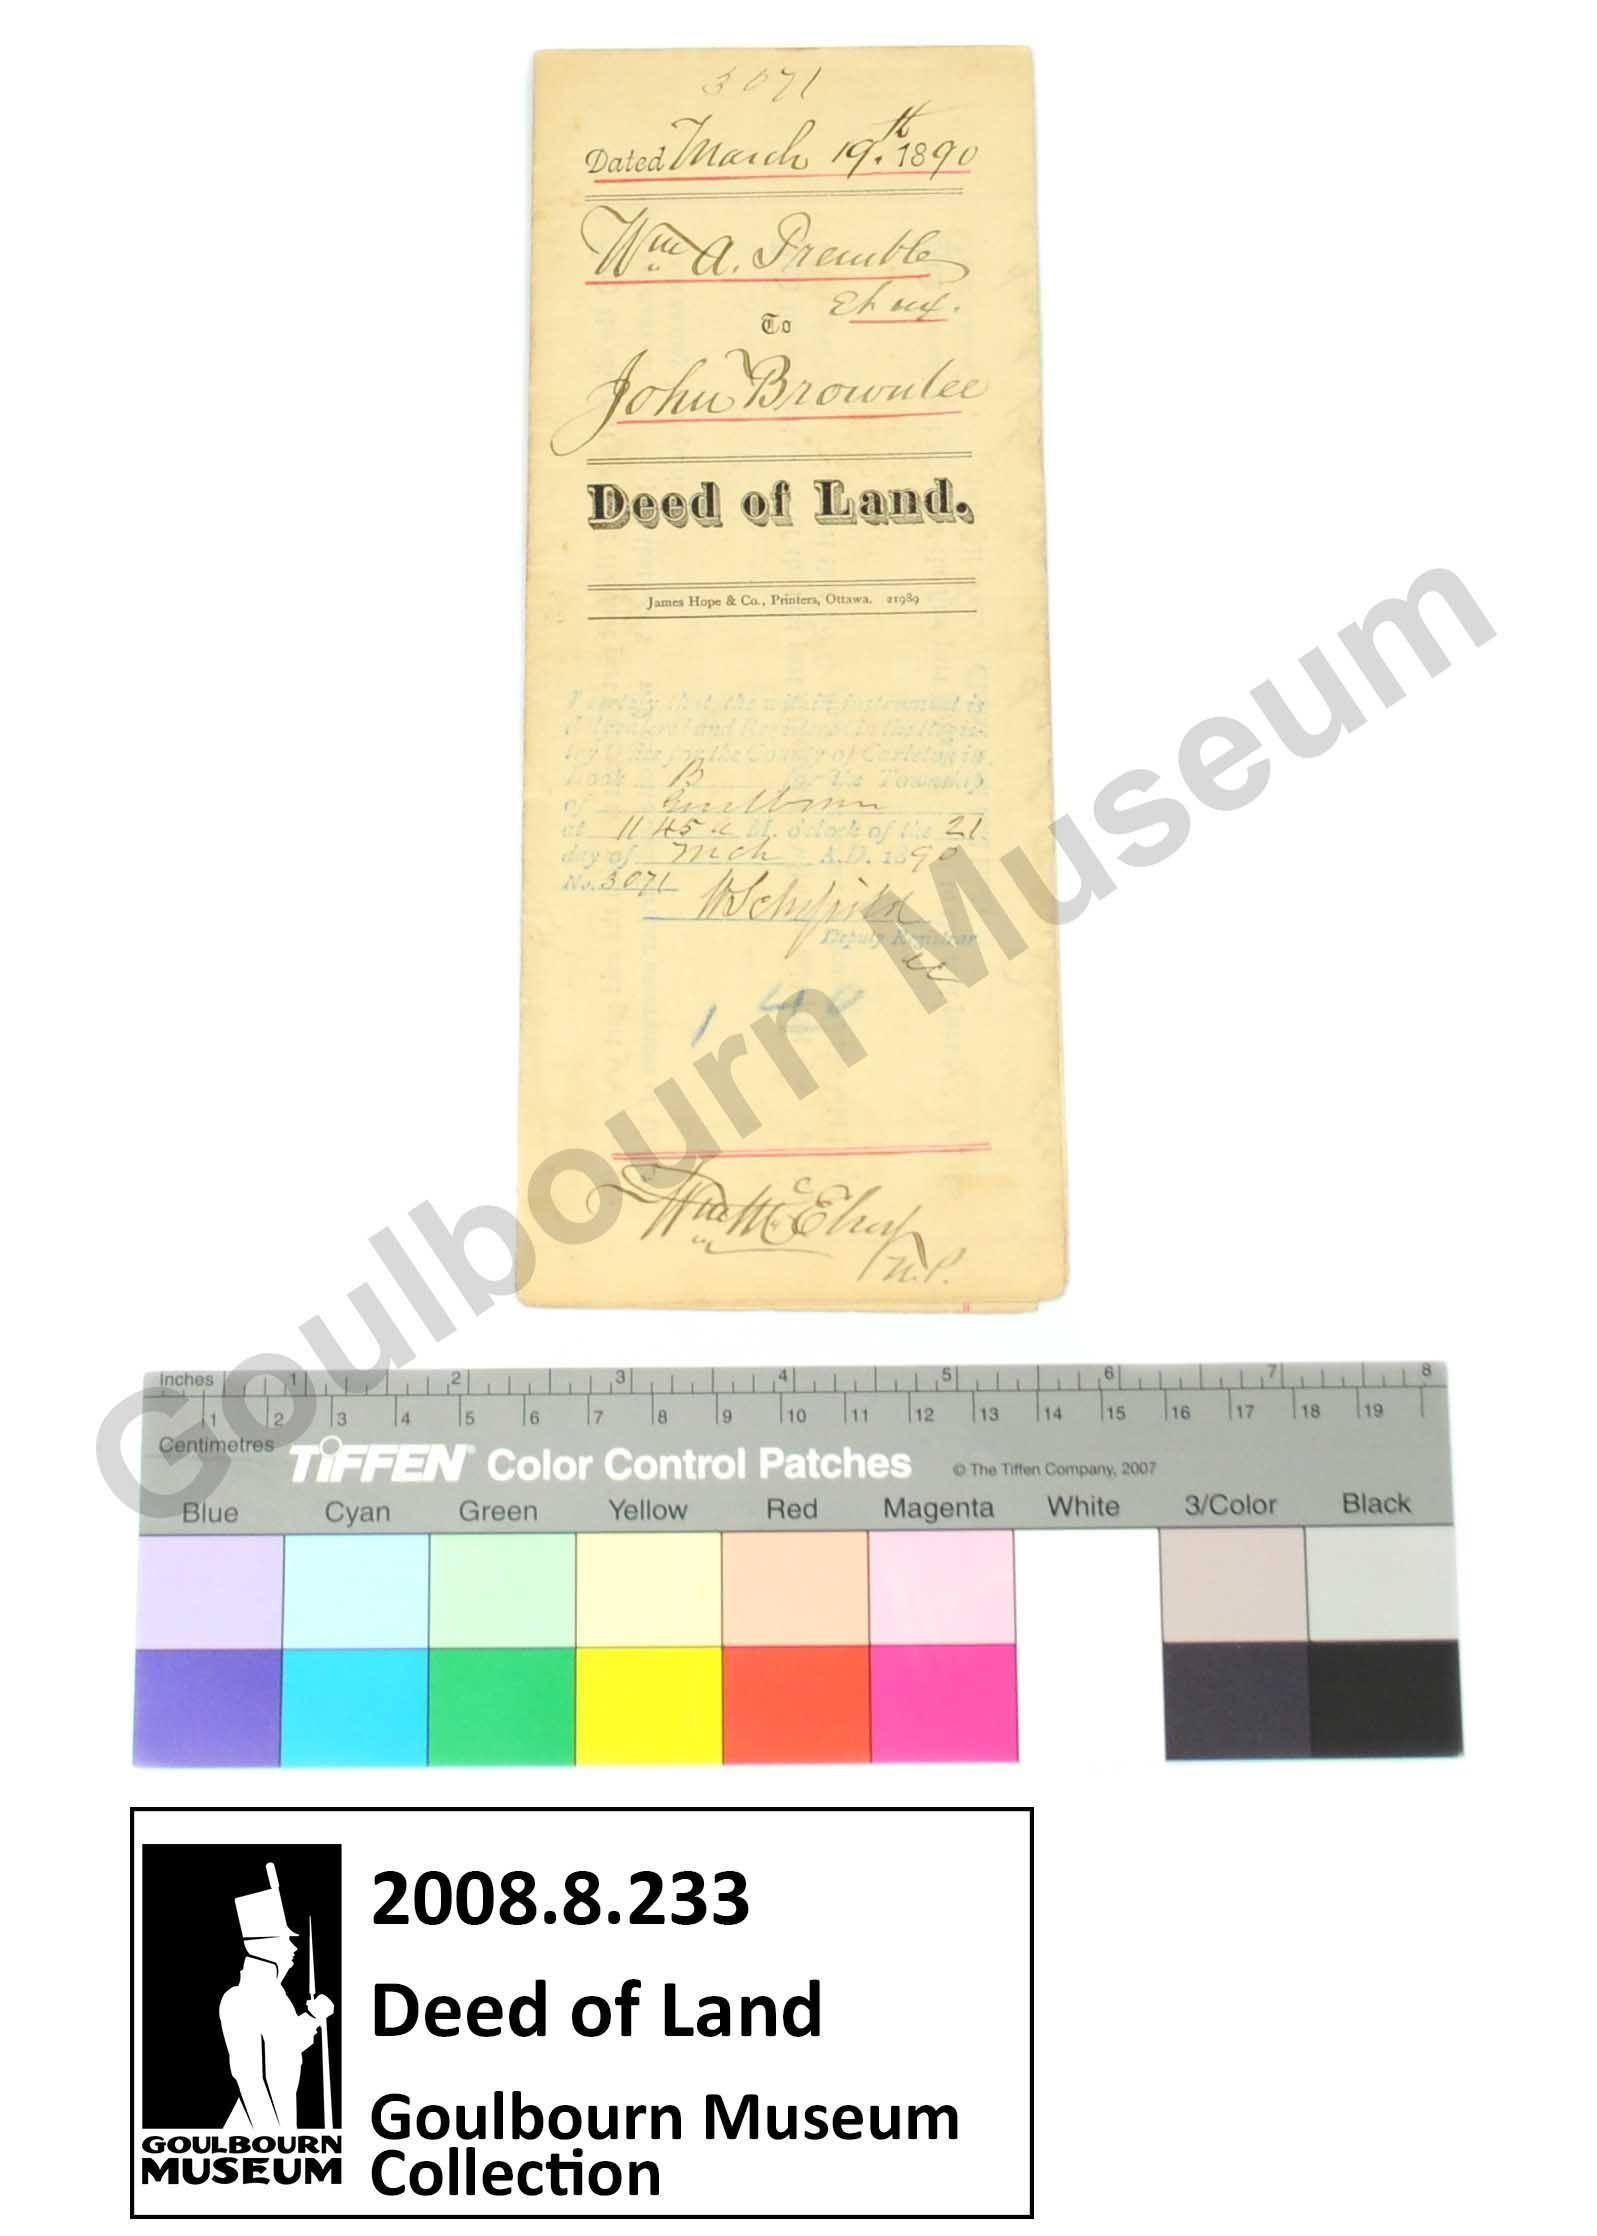 3071
Dated March 19th. 1890
Wm A. Tremble
Et ux.
To
John Brownlee
Deed of Land.
James Hope & Co., Printers, Ottawa. 21989
I certify that the within instrument is
duly entered and Registered in the Regis-
try Office for the County of Carleton in
Book B for the Township
of Goulbourn
at 11 45 a M. o'clock of the 21
day of Mch A.D. 1890
No. 3071
Deputy Registrar
1 40
Wm McElroy
N.P.
Goulbourn Museum
Inches 1 2 3 4 5 6 7 8
1 2 3 4 5 6 7 8 9 10 11 12 13 14 15 16 17 18 19
Centimetres
TIFFEN Color Control Patches © The Tiffen Company, 2007
Blue Cyan Green Yellow Red Magenta White 3/Color Black
2008.8.233
Deed of Land
Goulbourn Museum
Collection
GOULBOURN
MUSEUM